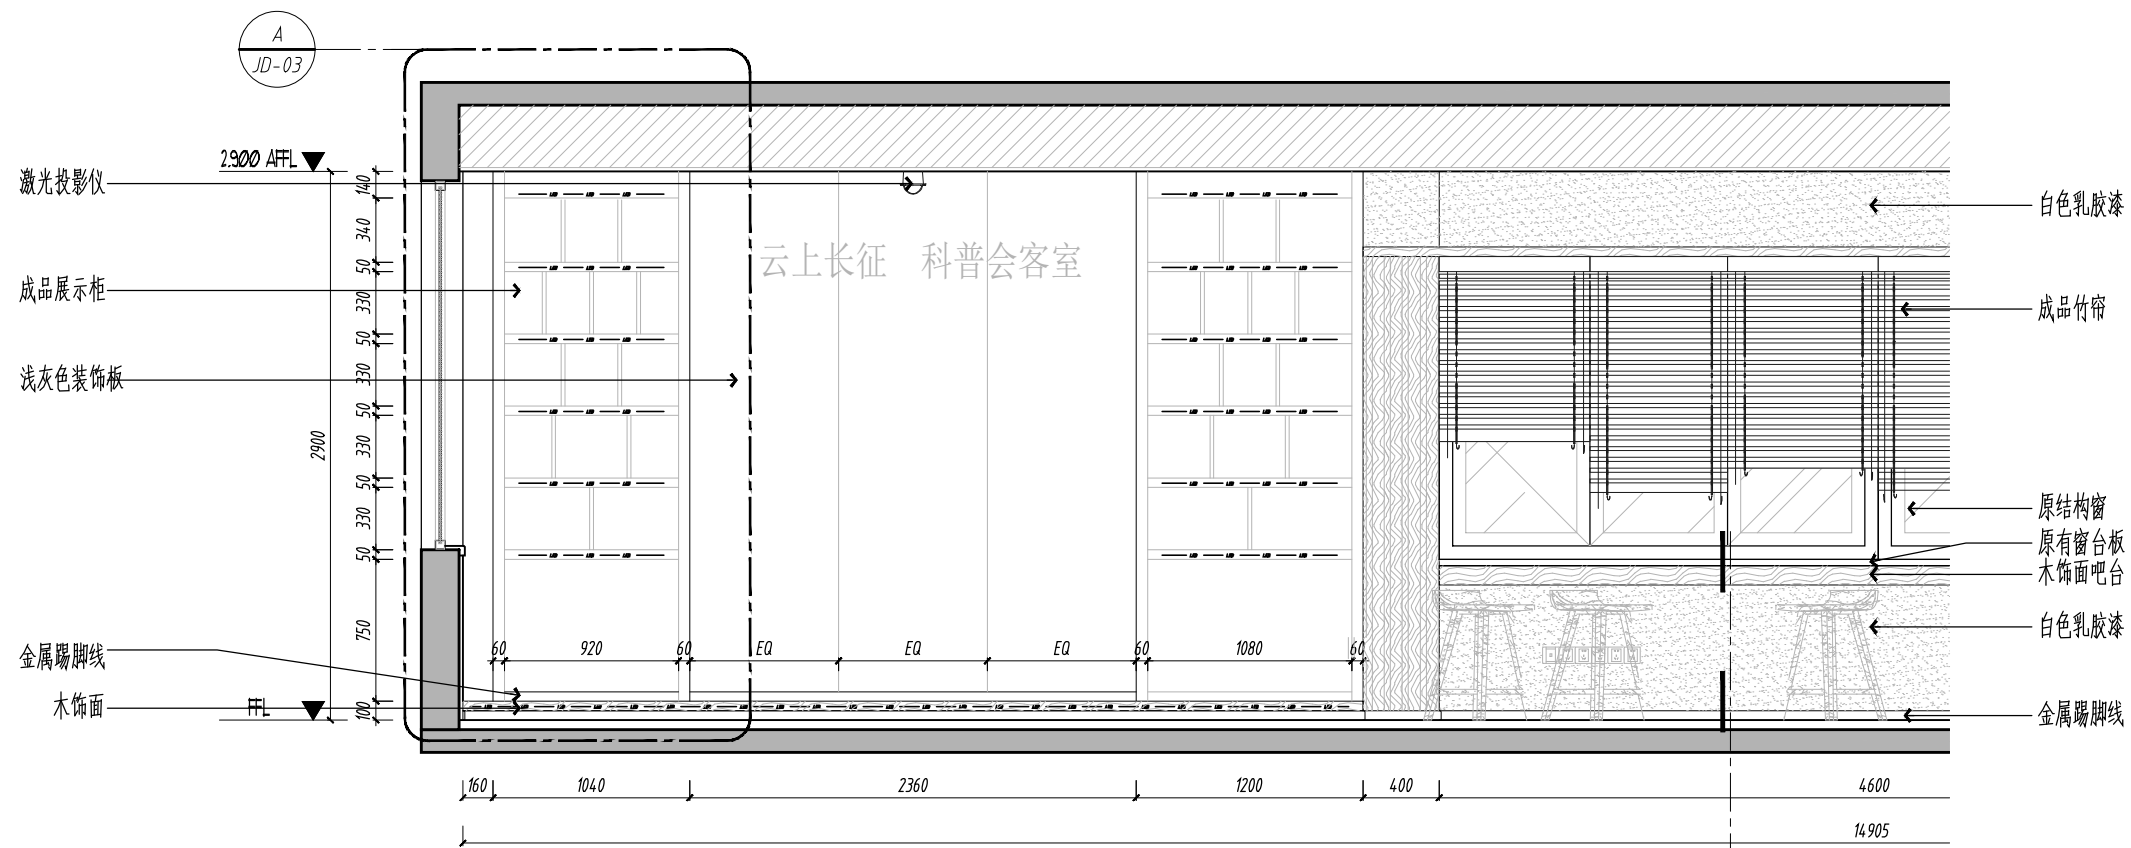 A
JD-03
2.900 AFFL
激光投影仪
成品展示柜
浅灰色装饰板
金属踢脚线
木饰面
FFL
2900
140
340
50
330
50
330
50
330
50
330
50
750
100
云上长征 科普会客室
60
920
60
EQ
EQ
EQ
60
1080
60
白色乳胶漆
成品竹帘
原结构窗
原有窗台板
木饰面吧台
白色乳胶漆
金属踢脚线
160
1040
2360
1200
400
4600
14905